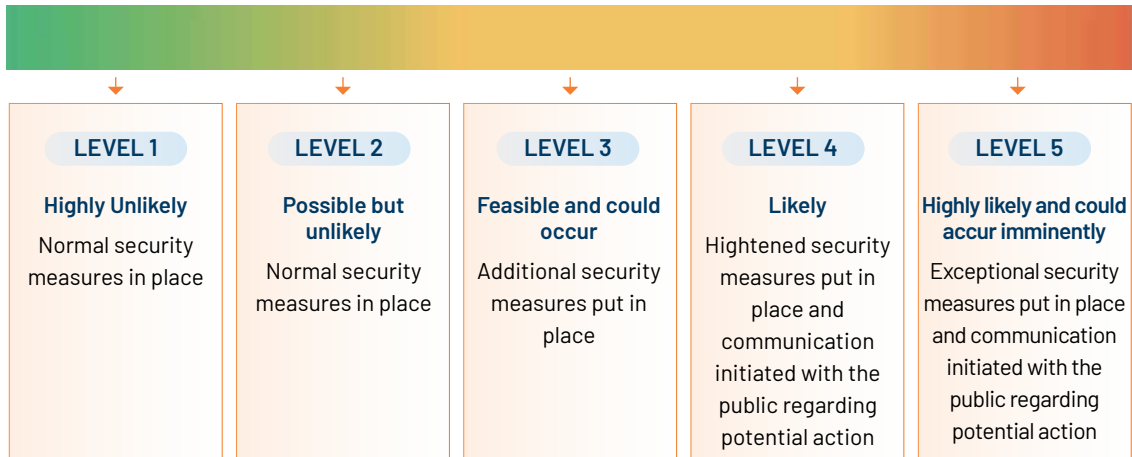 LEVEL 1
Highly Unlikely
Normal security
measures in place
LEVEL 2
Possible but
unlikely
Normal security
measures in place
LEVEL 3
Feasible and could
occur
Additional security
measures put in
place
LEVEL 4
Likely
Hightened security
measures put in
place and
communication
initiated with the
public regarding
potential action
LEVEL 5
Highly likely and could
accur imminently
Exceptional security
measures put in place
and communication
initiated with the
public regarding
potential action